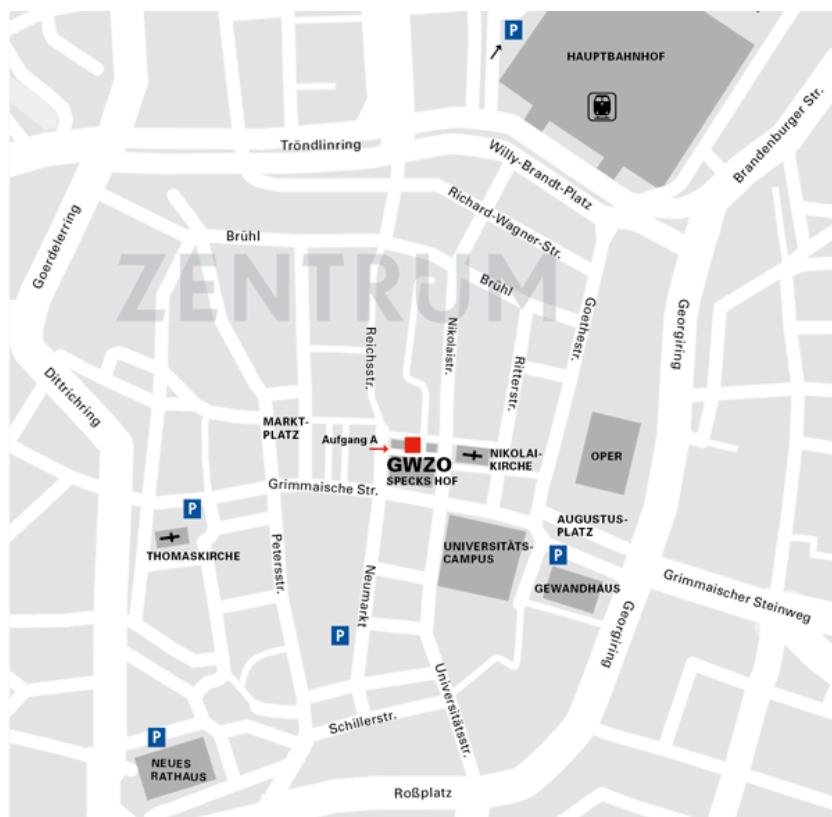 P
HAUPTBAHNHOF
Brandenburger Str.
Tröndlinring
Willy-Brandt-Platz
Richard-Wagner-Str.
Goerdelerring
Brühl
ZENTRUM
Brühl
Goethestr.
Georgiring
Reichsstr.
Nikolaistr.
Ritterstr.
Dittrichring
MARKT-
PLATZ
Aufgang A
GWZO
SPECKS HOF
NIKOLAI-
KIRCHE
OPER
Grimmaische Str.
P
THOMASKIRCHE
Petersstr.
Neumarkt
UNIVERSITÄTS-
CAMPUS
AUGUSTUS-
PLATZ
P
GEWANDHAUS
Grimmaischer Steinweg
Georgiring
P
Universitätsstr.
Schillerstr.
P
NEUES
RATHAUS
Roßplatz